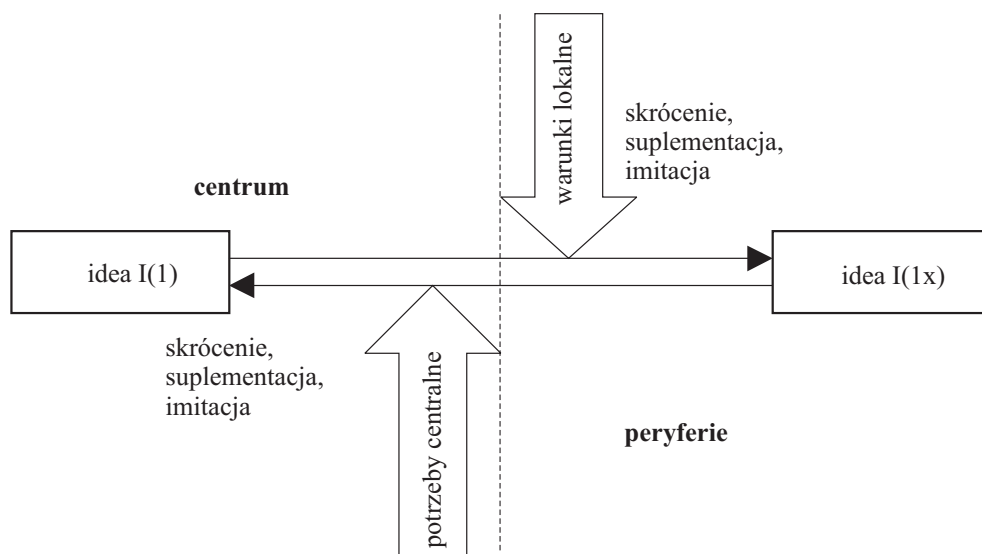 warunki lokalne
skrócenie,
suplementacja,
imitacja
centrum
idea I(1)
idea I(1x)
skrócenie,
suplementacja,
imitacja
potrzeby centralne
peryferie